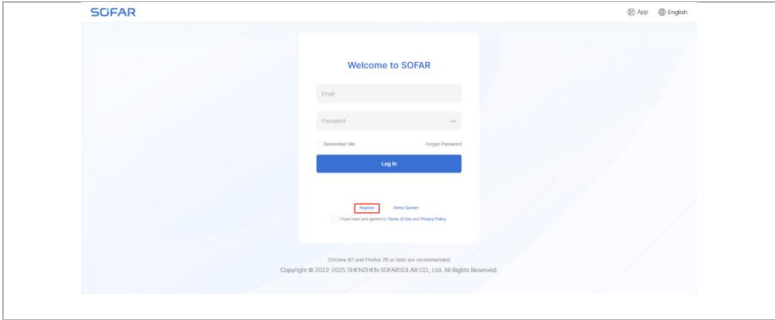 SOFAR
App English
Welcome to SOFAR
Email
Password
Remember Me Forgot Password
Log In
Register Demo System
I have read and agreed to Terms of Use and Privacy Policy
Chrome 87 and Firefox 78 or later are recommended
Copyright © 2022-2025 SHENZHEN SOFARSOLAR CO., Ltd. All Rights Reserved.